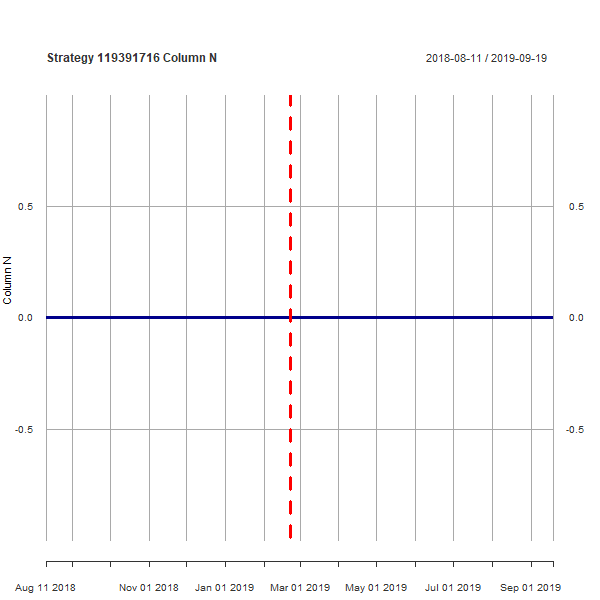 Strategy 119391716 Column N 2018-08-11 / 2019-09-19
0.5 0.5
Column N
0.0 0.0
-0.5 -0.5
Aug 11 2018 Nov 01 2018 Jan 01 2019 Mar 01 2019 May 01 2019 Jul 01 2019 Sep 01 2019